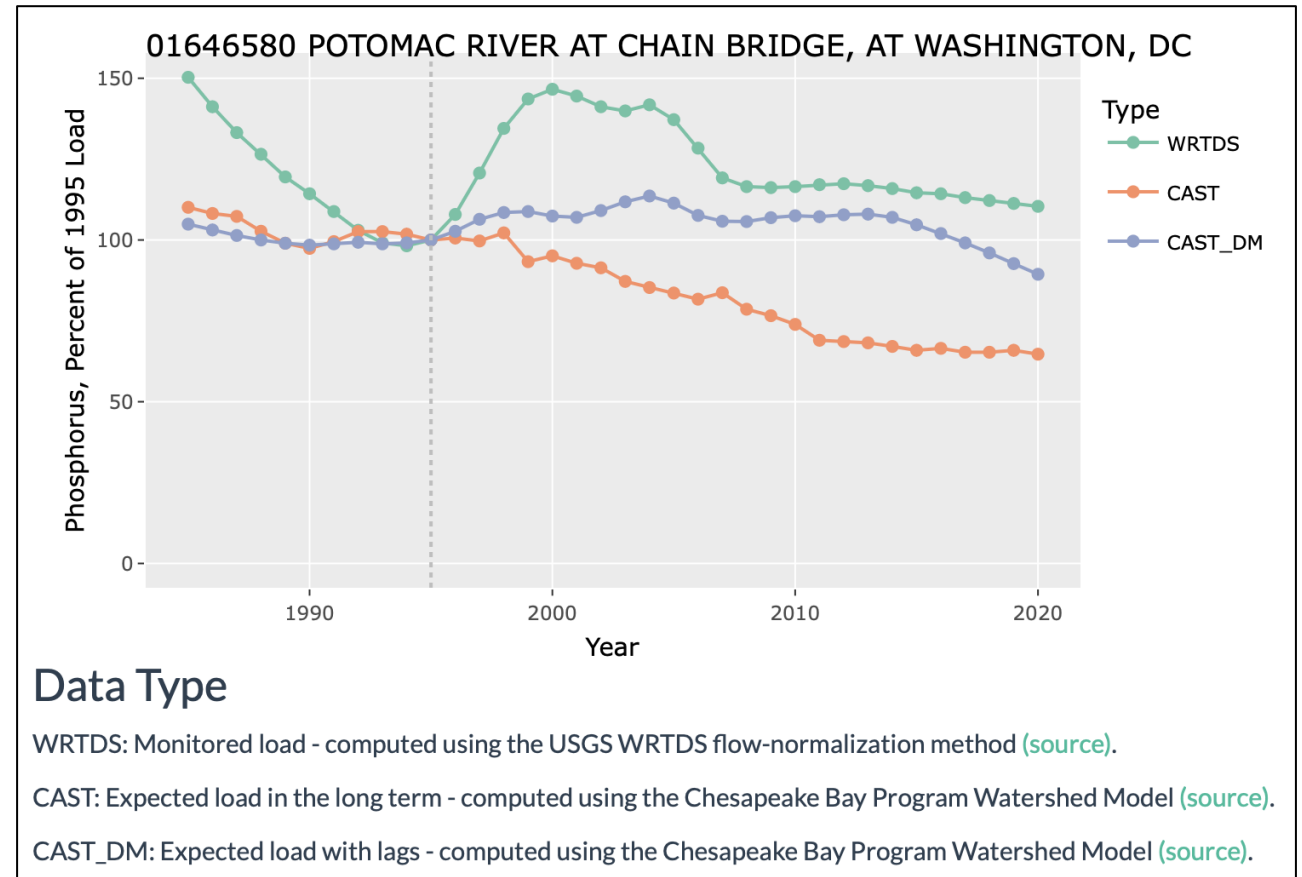 01646580 POTOMAC RIVER AT CHAIN BRIDGE, AT WASHINGTON, DC
150
100
50
0
Phosphorus, Percent of 1995 Load
1990
2000
2010
2020
Year
Type
WRTDS
CAST
CAST_DM
Data Type
WRTDS: Monitored load - computed using the USGS WRTDS flow-normalization method (source).
CAST: Expected load in the long term - computed using the Chesapeake Bay Program Watershed Model (source).
CAST_DM: Expected load with lags - computed using the Chesapeake Bay Program Watershed Model (source).